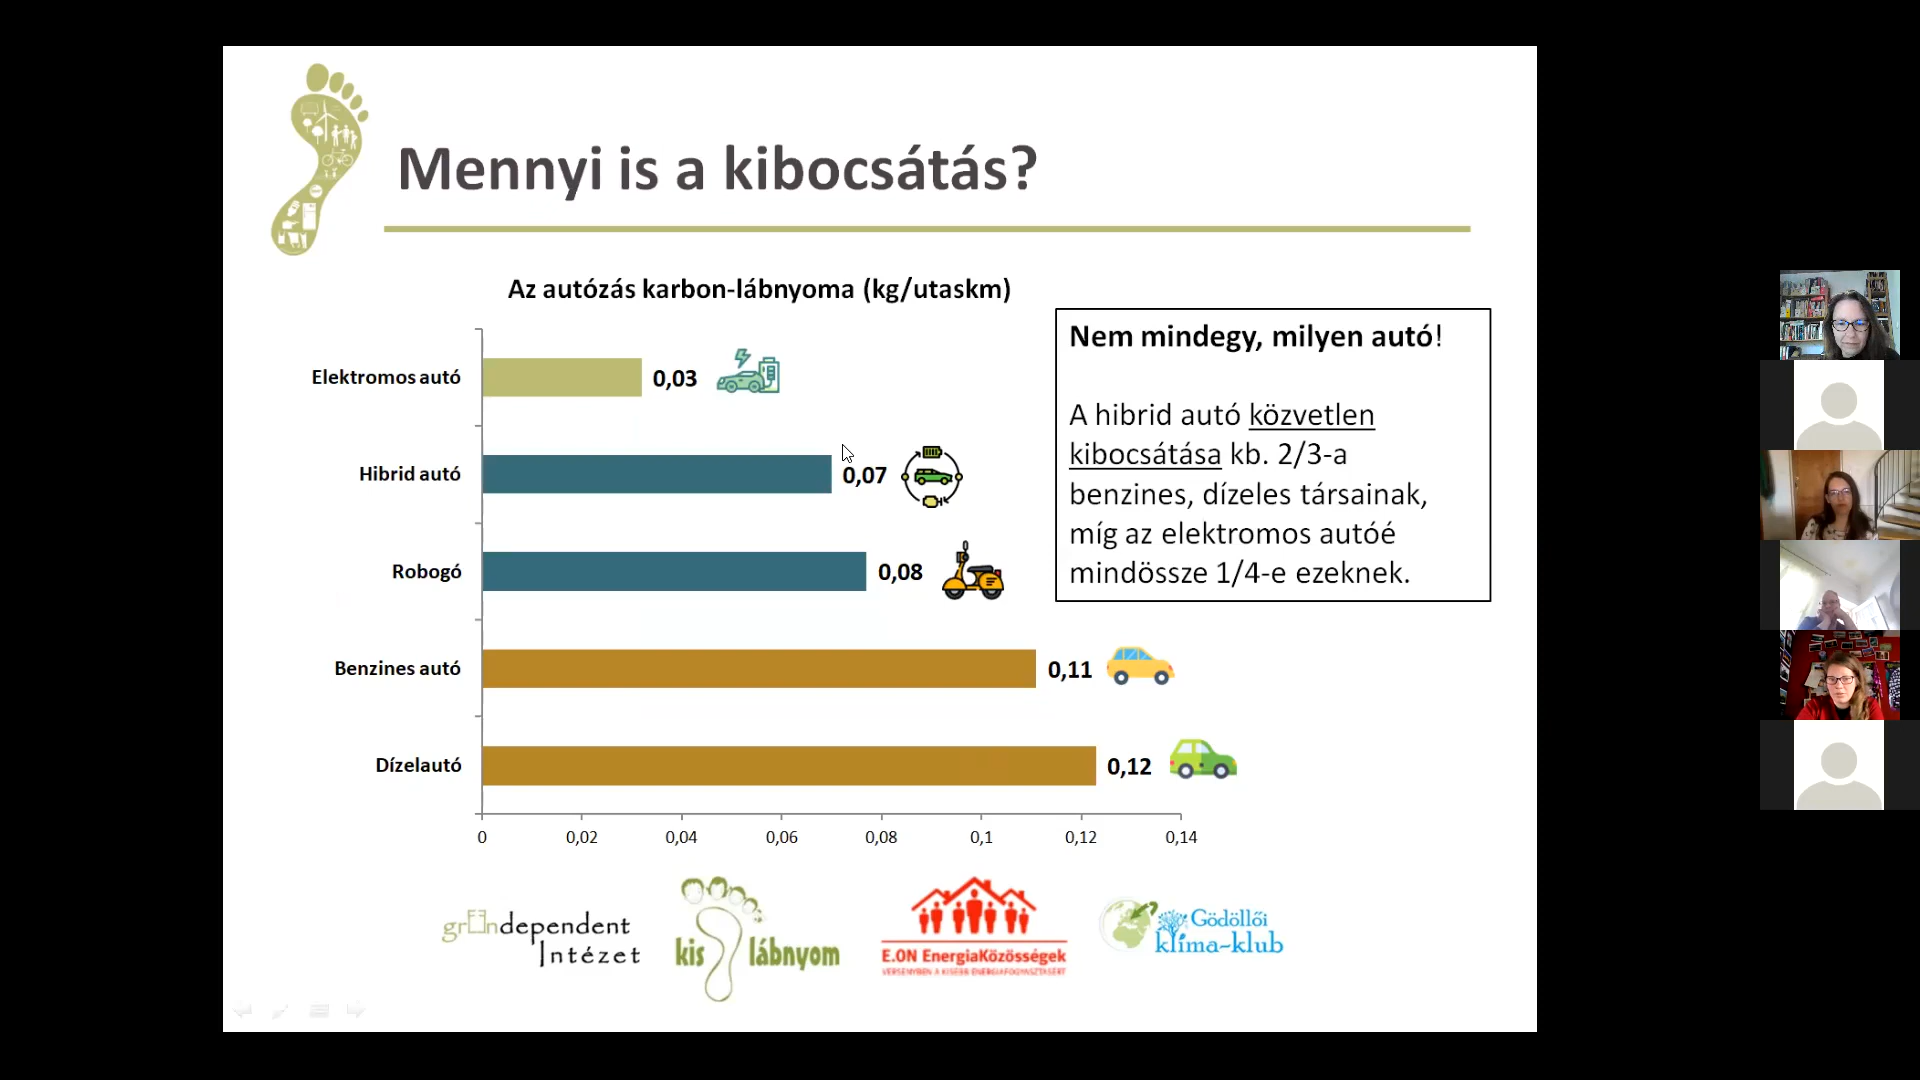 Mennyi is a kibocsátás?
Az autózás karbon-lábnyoma (kg/utaskm)
Elektromos autó
0,03
Hibrid autó
0,07
Robogó
0,08
Benzines autó
0,11
Dízelautó
0,12
0 0,02 0,04 0,06 0,08 0,1 0,12 0,14
Nem mindegy, milyen autó!
A hibrid autó közvetlen
kibocsátása kb. 2/3-a
benzines, dízeles társainak,
míg az elektromos autóé
mindössze 1/4-e ezeknek.
gründependent
Intézet
kis lábnyom
E.ON EnergiaKözösségek
VERSENYBEN A KISEBB ENERGIAFOGYASZTÁSÉRT
Gödöllői
klíma-klub